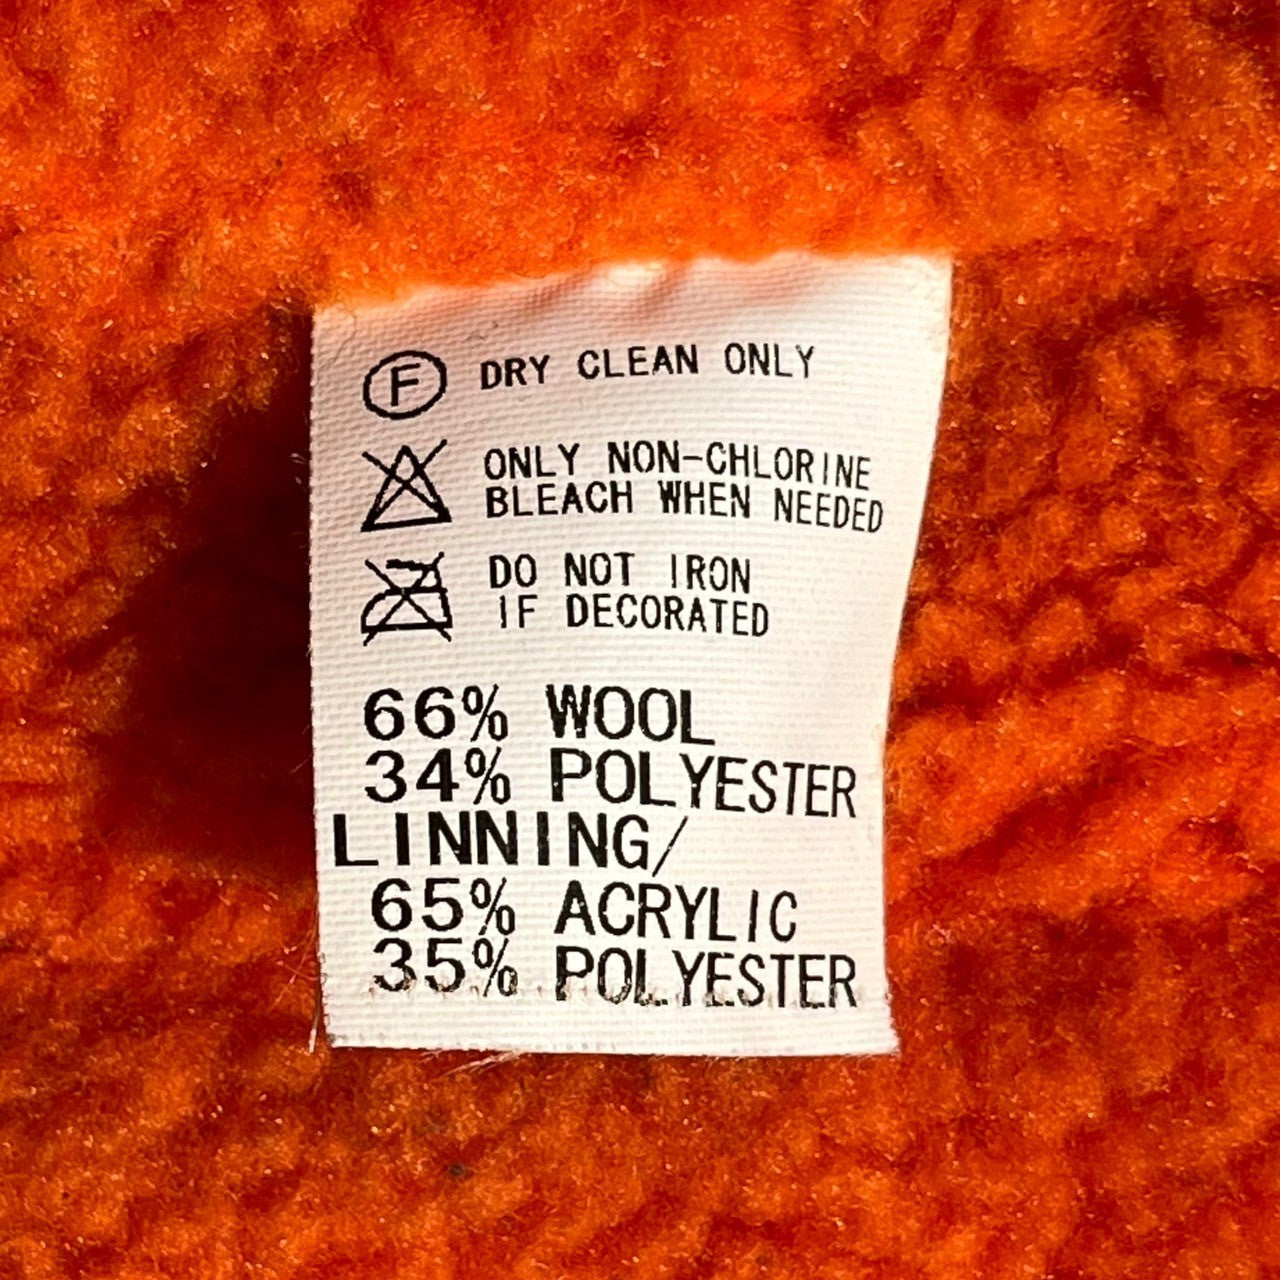 F DRY CLEAN ONLY
ONLY NON-CHLORINE
BLEACH WHEN NEEDED
DO NOT IRON
IF DECORATED
66% WOOL
34% POLYESTER
LINNING/
65% ACRYLIC
35% POLYESTER